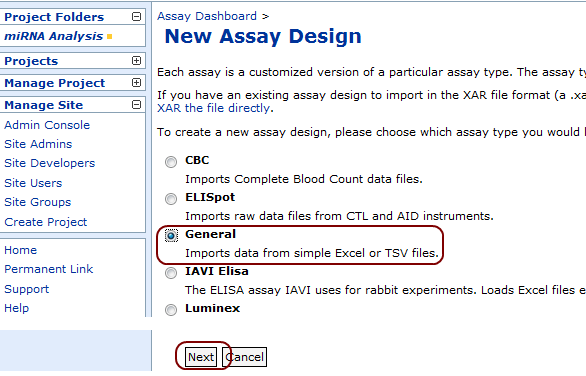 Project Folders
miRNA Analysis
Projects
Manage Project
Manage Site
Admin Console
Site Admins
Site Developers
Site Users
Site Groups
Create Project
Home
Permanent Link
Support
Help
Assay Dashboard >
New Assay Design
Each assay is a customized version of a particular assay type. The assay
If you have an existing assay design to import in the XAR file format (a
XAR the file directly.
To create a new assay design, please choose which assay type you would
CBC
Imports Complete Blood Count data files.
ELISpot
Imports raw data files from CTL and AID instruments.
General
Imports data from simple Excel or TSV files.
IAVI Elisa
The ELISA assay IAVI uses for rabbit experiments. Loads Excel files
Luminex
Next Cancel